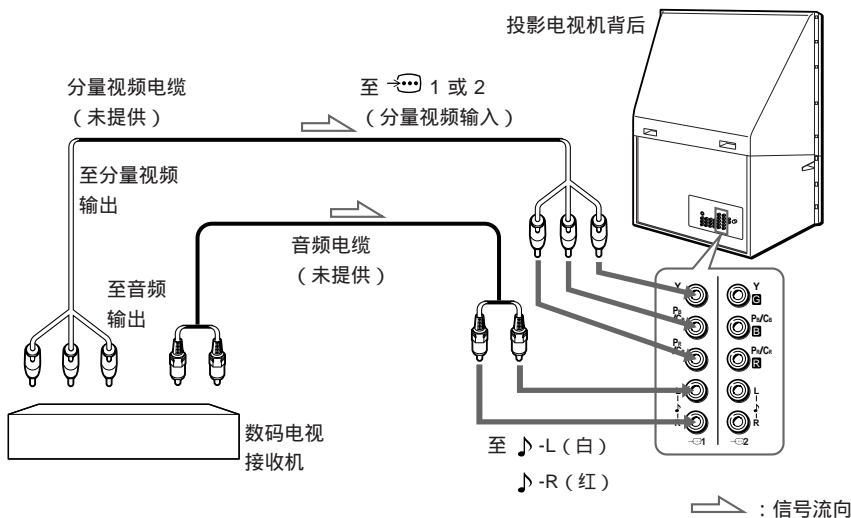 投影电视机背后
分量视频电缆
（未提供）
至 1 或 2
（分量视频输入）
至分量视频
输出
音频电缆
（未提供）
至音频
输出
数码电视
接收机
至 ♪-L（白）
♪-R（红）
Y
PB
/CB
PR
/CR
L
♪
R
1
Y
G
PB/CB
B
PR/CR
R
L
♪
R
2
：信号流向